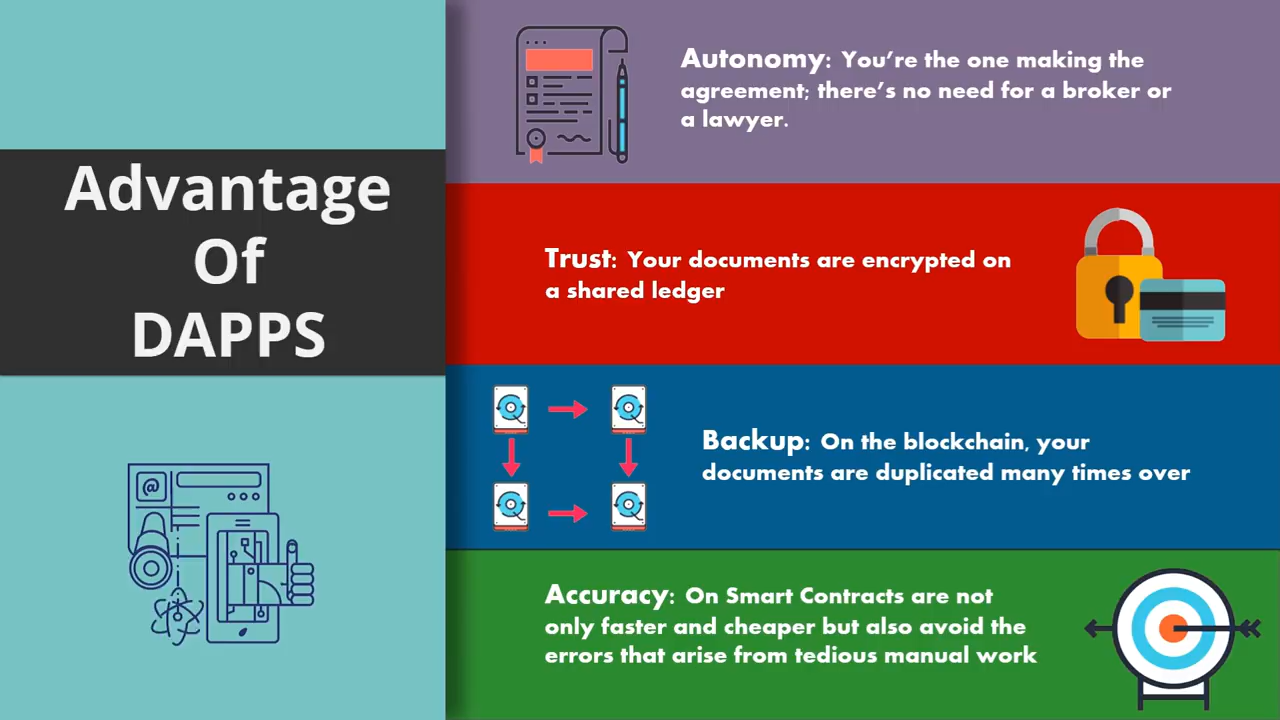 Advantage
Of
DAPPS
Autonomy: You're the one making the
agreement; there's no need for a broker or
a lawyer.
Trust: Your documents are encrypted on
a shared ledger
Backup: On the blockchain, your
documents are duplicated many times over
Accuracy: On Smart Contracts are not
only faster and cheaper but also avoid the
errors that arise from tedious manual work
@